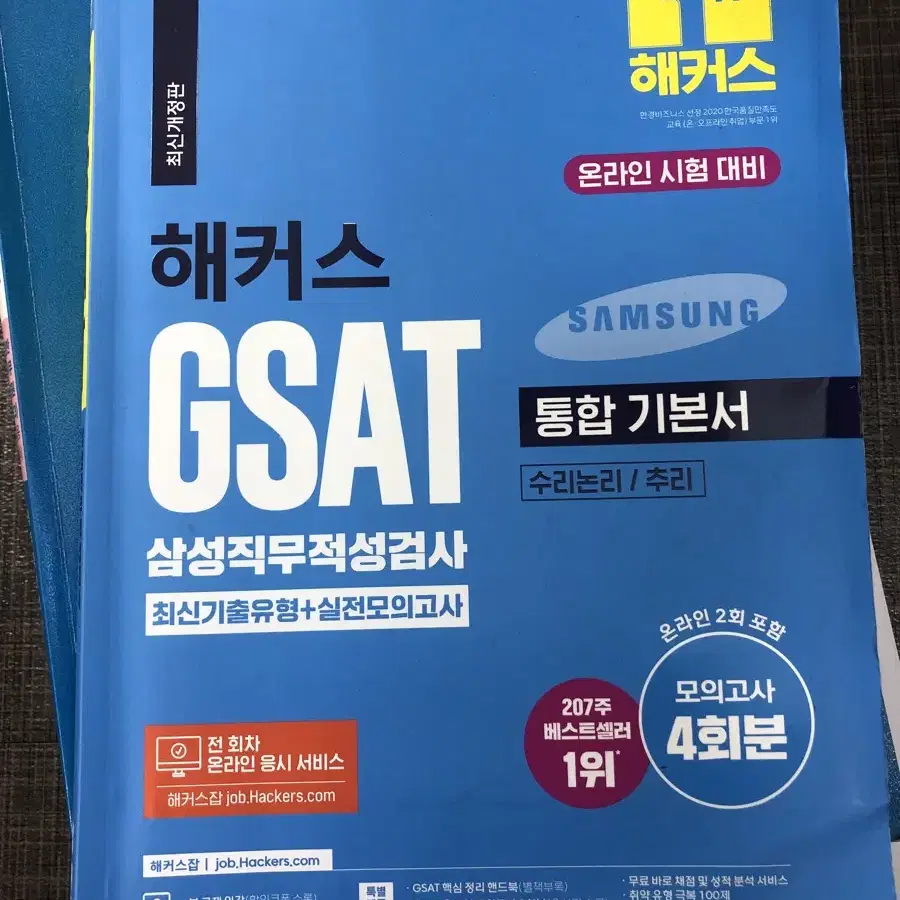 최신개정판
해커스
한경비즈니스 선정 2020 한국품질만족도
교육 (온·오프라인 취업) 부문 1위
온라인 시험 대비
해커스
GSAT
SAMSUNG
통합 기본서
수리논리 / 추리
삼성직무적성검사
최신기출유형+실전모의고사
온라인 2회 포함
모의고사
4회분
207주
베스트셀러
1위*
전 회차
온라인 응시 서비스
해커스잡 job.Hackers.com
해커스잡 | job.Hackers.com
특별
· GSAT 핵심 정리 핸드북(별책부록)
· 무료 바로 채점 및 성적 분석 서비스
· 취약 유형 극복 100제